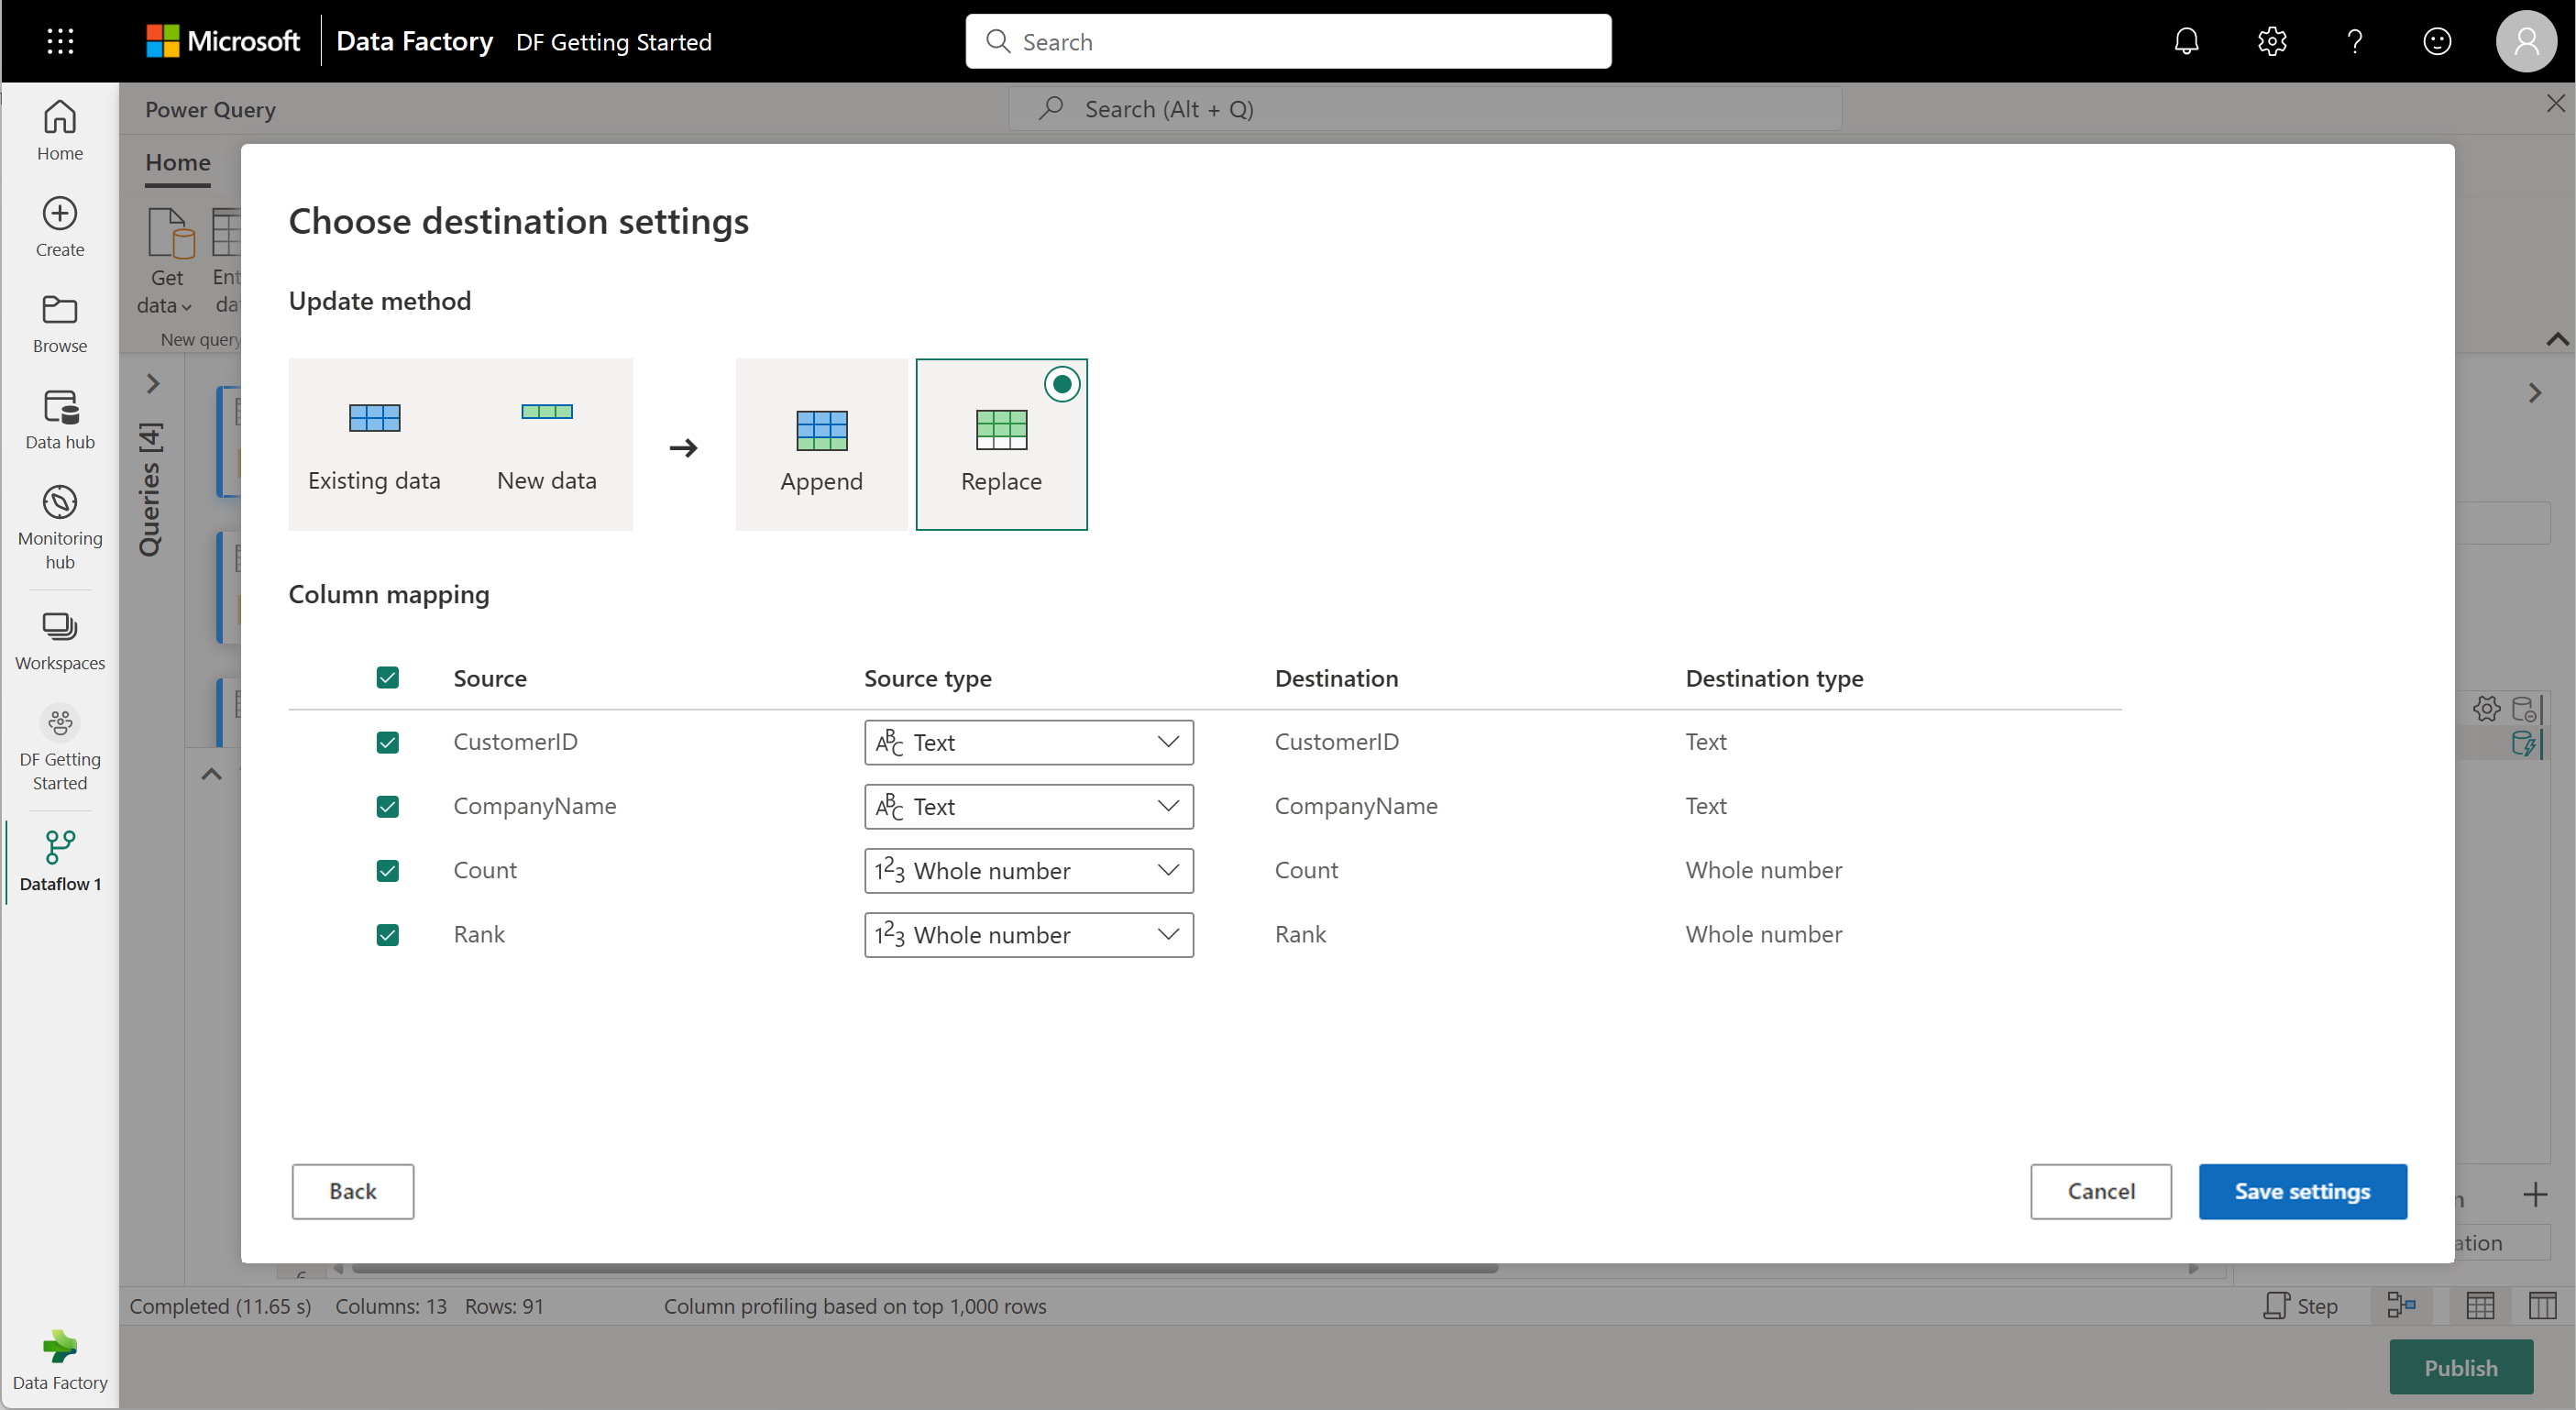 Microsoft Data Factory DF Getting Started Search
Power Query Search (Alt + Q)
Home
Create
Browse
Data hub
Monitoring
hub
Workspaces
DF Getting
Started
Dataflow 1
Data Factory
Home
Get
data
New query
Queries [4]
Choose destination settings
Update method
Existing data New data Append Replace
Column mapping
Source Source type Destination Destination type
CustomerID ABC Text CustomerID Text
CompanyName ABC Text CompanyName Text
Count 123 Whole number Count Whole number
Rank 123 Whole number Rank Whole number
Back Cancel Save settings
Completed (11.65 s) Columns: 13 Rows: 91 Column profiling based on top 1,000 rows Step
Publish